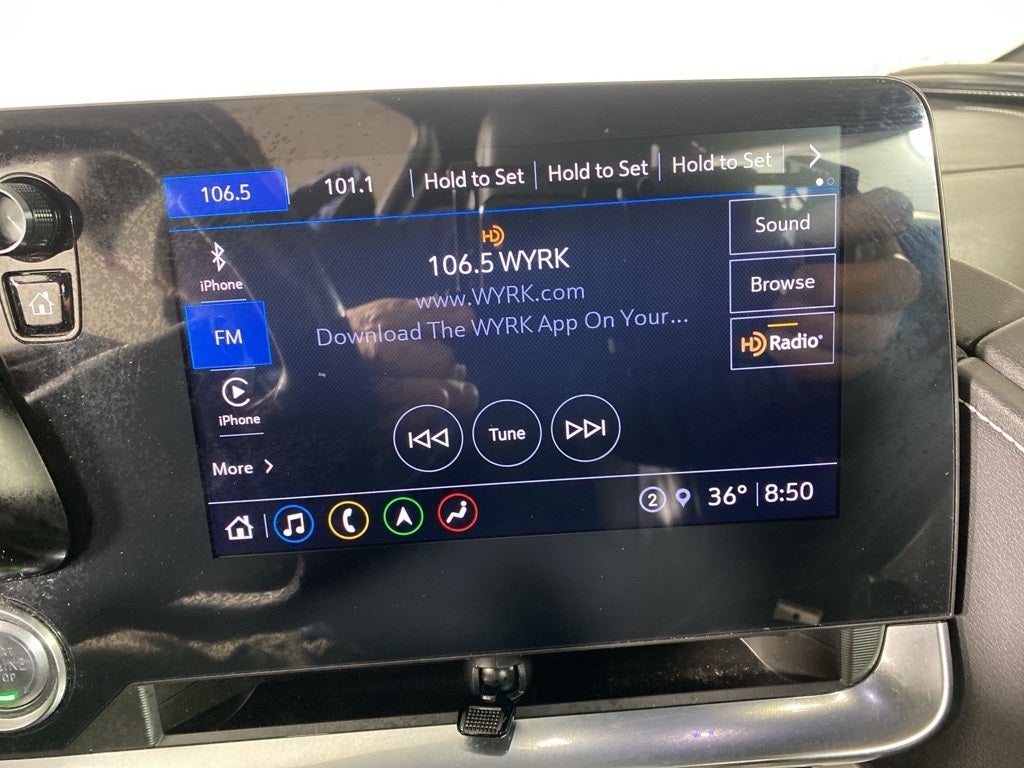 106.5
101.1
Hold to Set
Hold to Set
Hold to Set
Sound
HD
iPhone
106.5 WYRK
www.WYRK.com
Browse
FM
Download The WYRK App On Your...
HD Radio
iPhone
Tune
More
2
36°
8:50